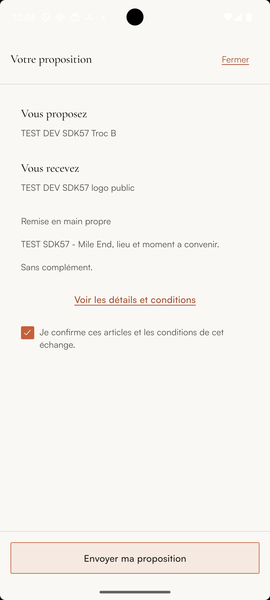 Votre proposition
Fermer
Vous proposez
TEST DEV SDK57 Troc B
Vous recevez
TEST DEV SDK57 logo public
Remise en main propre
TEST SDK57 - Mile End, lieu et moment a convenir.
Sans complément.
Voir les détails et conditions
Je confirme ces articles et les conditions de cet
échange.
Envoyer ma proposition